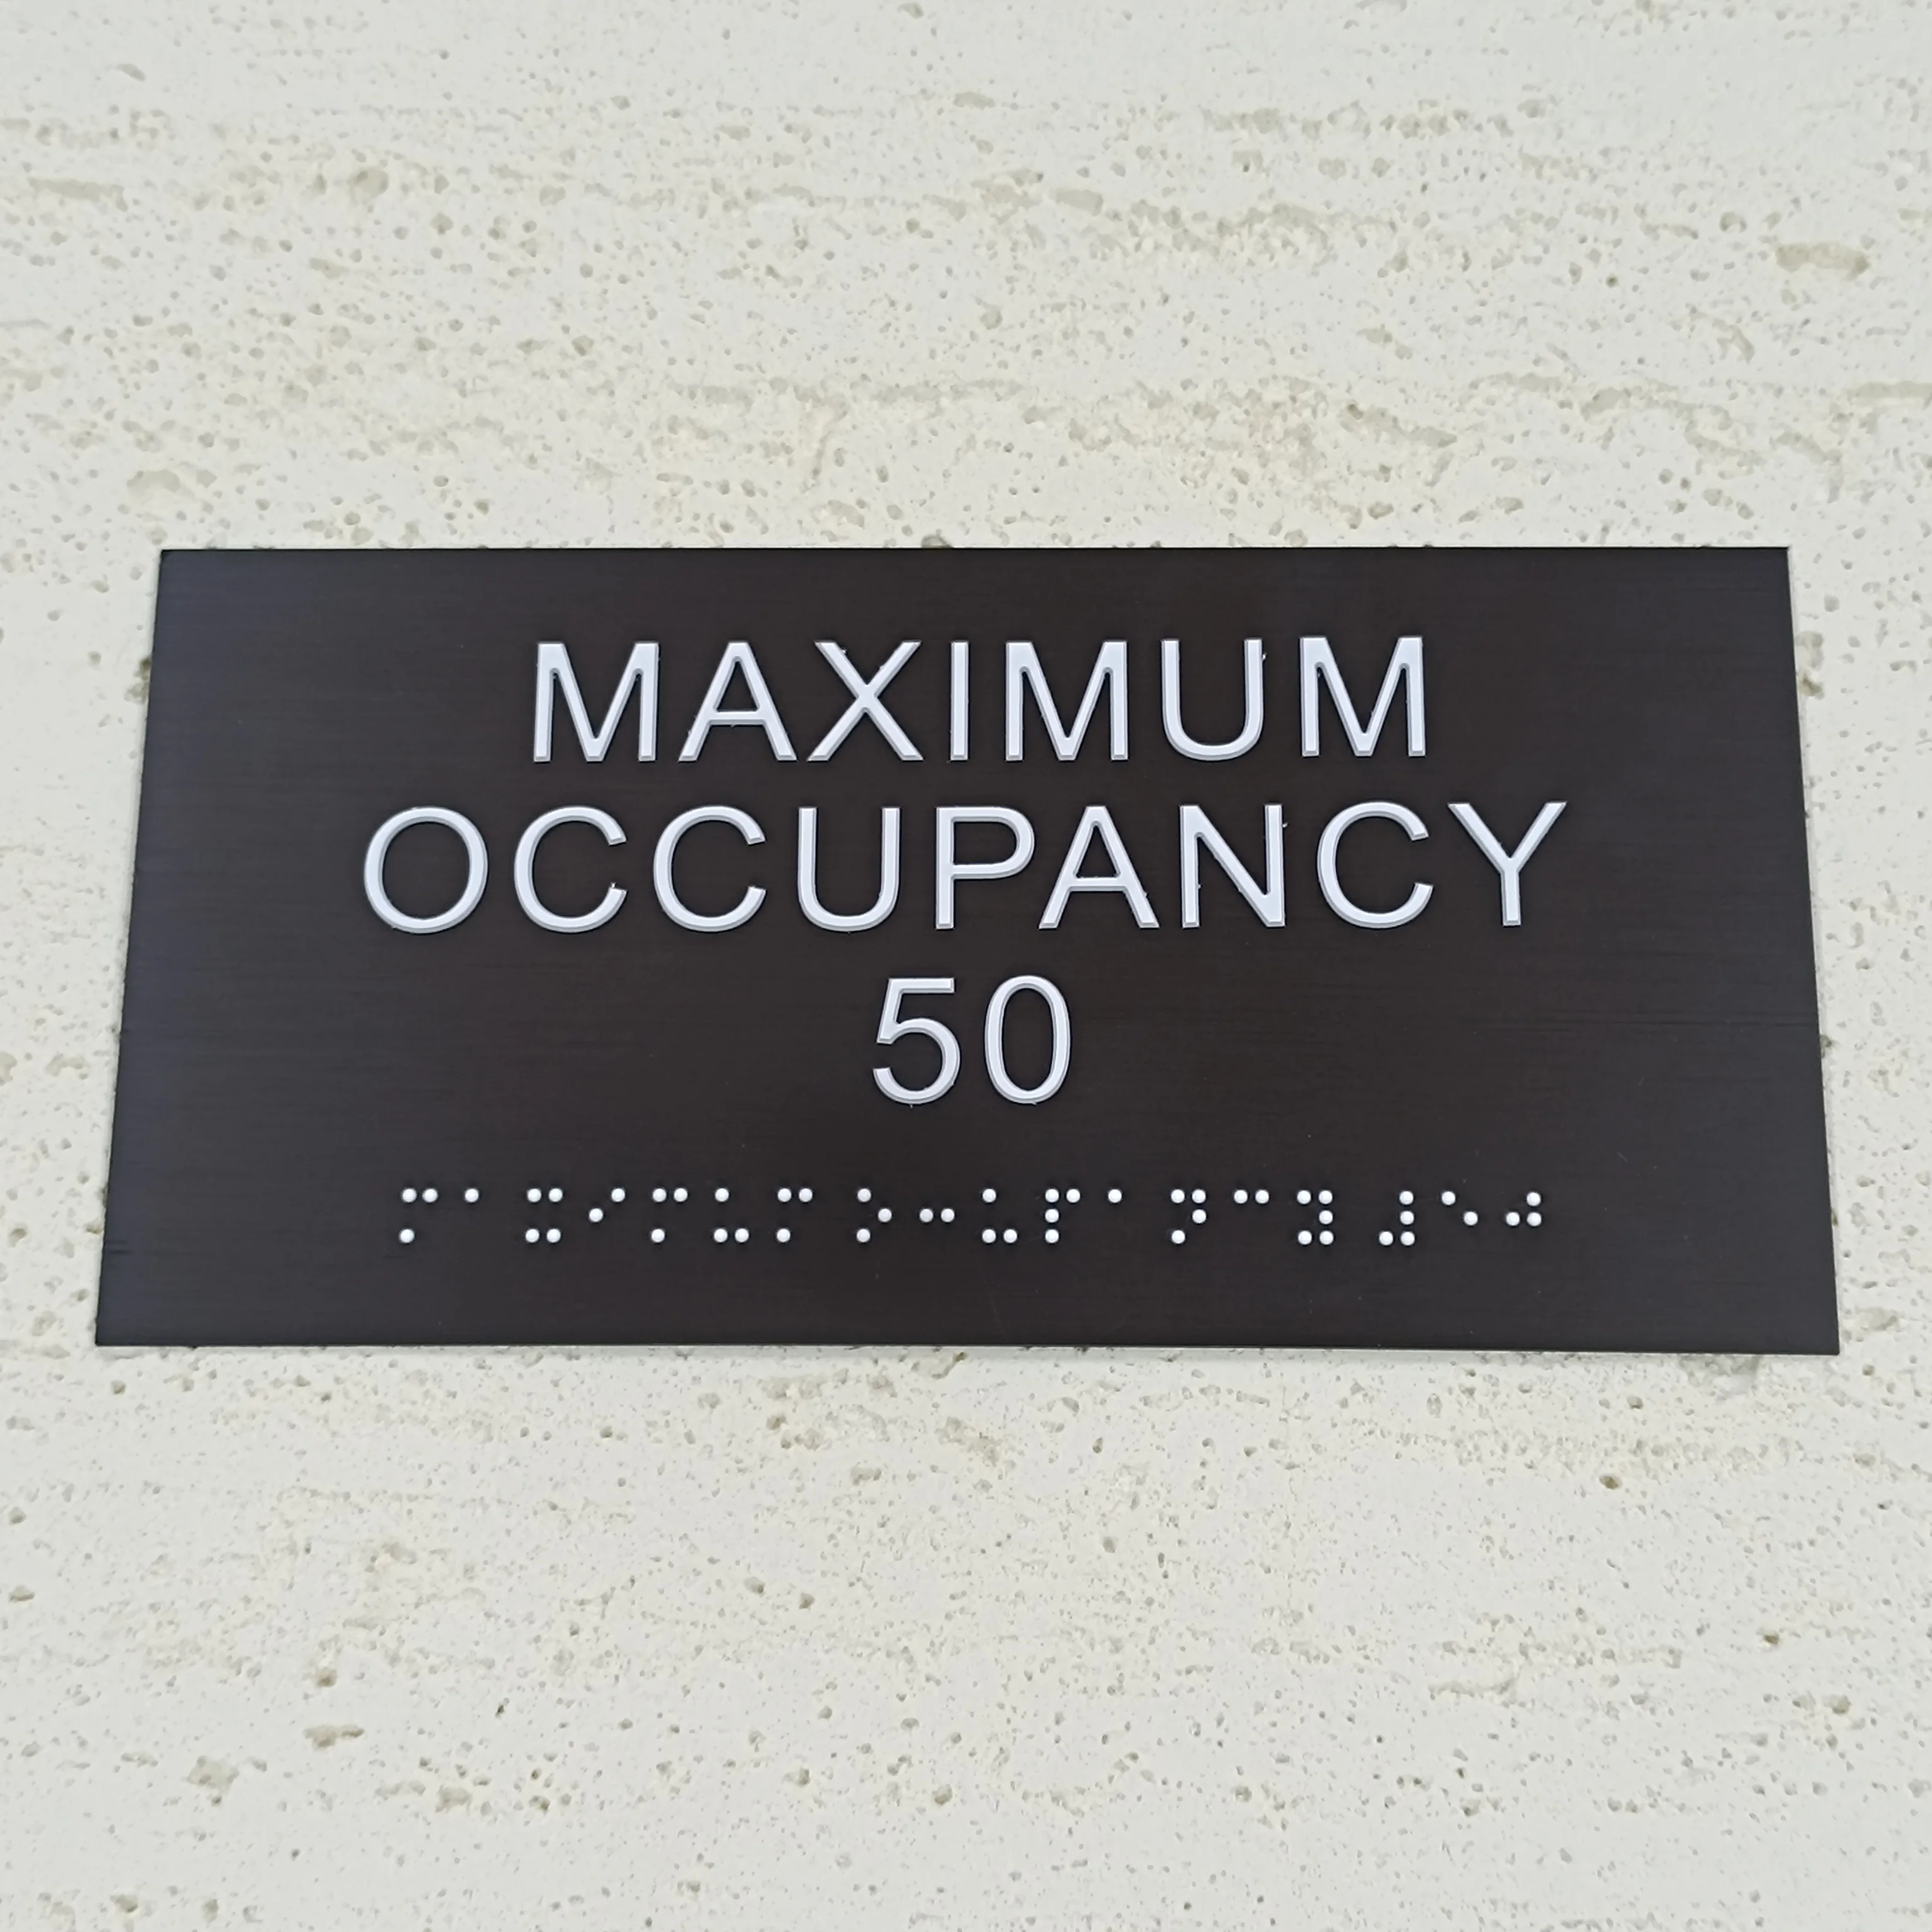 MAXIMUM
OCCUPANCY
50
⠍⠁⠭⠊⠍⠥⠍ ⠕⠒⠥⠏⠁⠝⠉⠽ ⠼⠑⠚